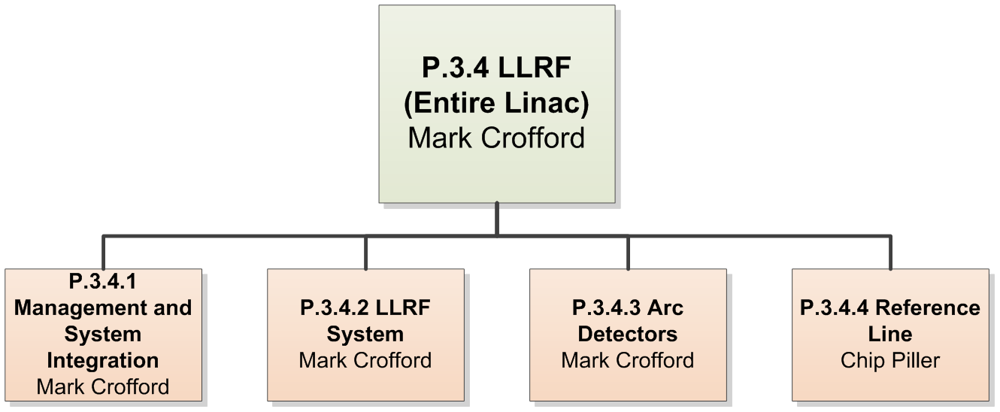 P.3.4 LLRF
(Entire Linac)
Mark Crofford
P.3.4.1
Management and
System
Integration
Mark Crofford
P.3.4.2 LLRF
System
Mark Crofford
P.3.4.3 Arc
Detectors
Mark Crofford
P.3.4.4 Reference
Line
Chip Piller